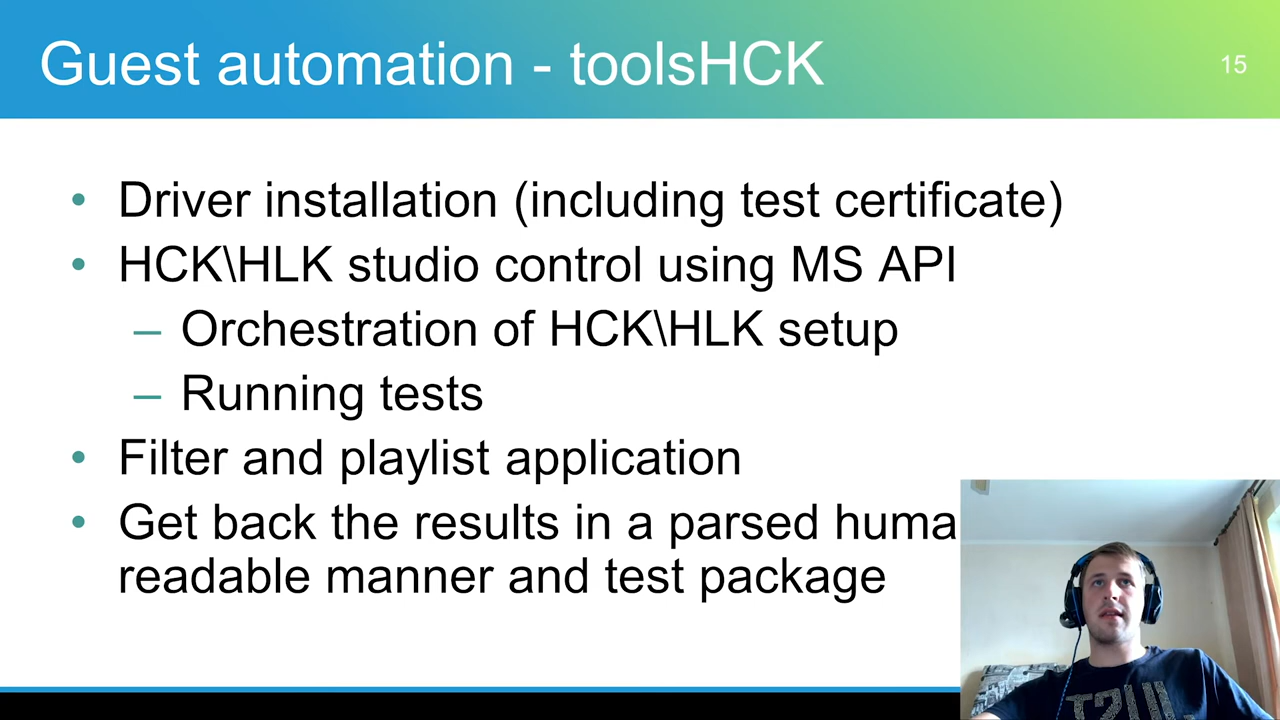 Guest automation - toolsHCK
15
• Driver installation (including test certificate)
• HCK\HLK studio control using MS API
– Orchestration of HCK\HLK setup
– Running tests
• Filter and playlist application
• Get back the results in a parsed huma
readable manner and test package